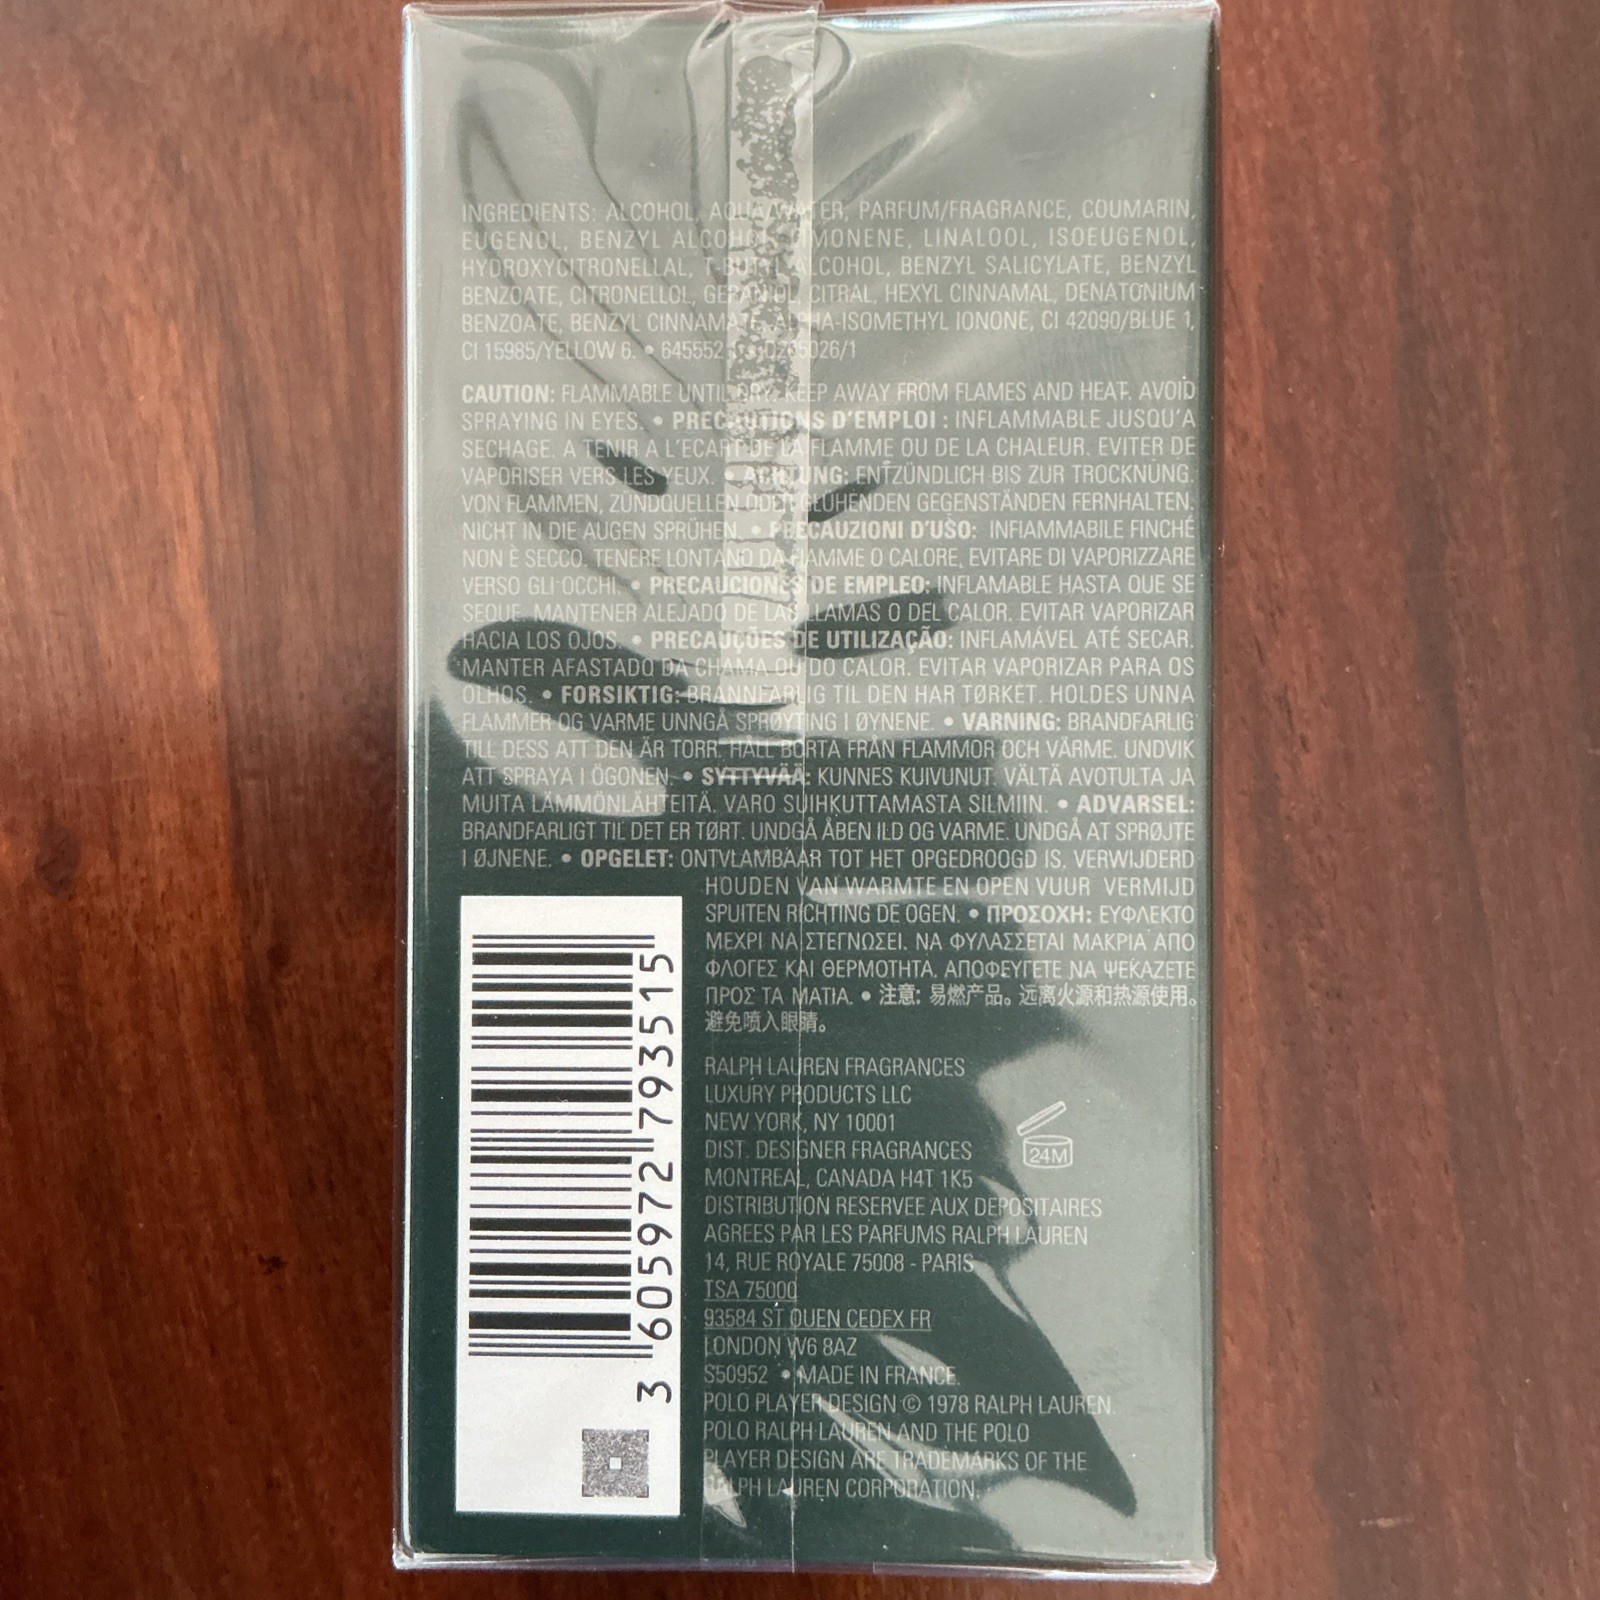 INGREDIENTS: ALCOHOL, AQUA/WATER, PARFUM/FRAGRANCE, COUMARIN,
EUGENOL, BENZYL ALCOHOL, LIMONENE, LINALOOL, ISOEUGENOL,
HYDROXYCITRONELLAL, T-BUTYL ALCOHOL, BENZYL SALICYLATE, BENZYL
BENZOATE, CITRONELLOL, GERANIOL, CITRAL, HEXYL CINNAMAL, DENATONIUM
BENZOATE, BENZYL CINNAMATE, ALPHA-ISOMETHYL IONONE, CI 42090/BLUE 1,
CI 15985/YELLOW 6. • 645552
CAUTION: FLAMMABLE UNTIL DRY. KEEP AWAY FROM FLAMES AND HEAT. AVOID
SPRAYING IN EYES. • PRECAUTIONS D'EMPLOI : INFLAMMABLE JUSQU'A
SECHAGE. A TENIR A L'ECART DE LA FLAMME OU DE LA CHALEUR. EVITER DE
VAPORISER VERS LES YEUX. • ACHTUNG: ENTZÜNDLICH BIS ZUR TROCKNÜNG.
VON FLAMMEN, ZÜNDQUELLEN ODER GLÜHENDEN GEGENSTÄNDEN FERNHALTEN.
NICHT IN DIE AUGEN SPRÜHEN. • PRECAUZIONI D'USO: INFIAMMABILE FINCHÉ
NON È SECCO. TENERE LONTANO DA FIAMME O CALORE, EVITARE DI VAPORIZZARE
VERSO GLI OCCHI. • PRECAUCIONES DE EMPLEO: INFLAMABLE HASTA QUE SE
SEQUE. MANTENER ALEJADO DE LAS LLAMAS O DEL CALOR. EVITAR VAPORIZAR
HACIA LOS OJOS. • PRECAUÇÕES DE UTILIZAÇÃO: INFLAMÁVEL ATÉ SECAR.
MANTER AFASTADO DA CHAMA OU DO CALOR. EVITAR VAPORIZAR PARA OS
OLHOS. • FORSIKTIG: BRANNFARLIG TIL DEN HAR TØRKET. HOLDES UNNA
FLAMMER OG VARME UNNGÅ SPRØYTING I ØYNENE. • VARNING: BRANDFARLIG
TILL DESS ATT DEN ÄR TORR. HÅLL BORTA FRÅN FLAMMOR OCH VÄRME. UNDVIK
ATT SPRAYA I ÖGONEN. • SYTTYVÄÄ: KUNNES KUIVUNUT. VÄLTÄ AVOTULTA JA
MUITA LÄMMÖNLÄHTEITÄ. VARO SUIHKUTTAMASTA SILMIIN. • ADVARSEL:
BRANDFARLIGT TIL DET ER TØRT. UNDGÅ ÅBEN ILD OG VARME. UNDGÅ AT SPRØJTE
I ØJNENE. • OPGELET: ONTVLAMBAAR TOT HET OPGEDROOGD IS. VERWIJDERD
HOUDEN VAN WARMTE EN OPEN VUUR VERMIJD
SPUITEN RICHTING DE OGEN. • ΠΡΟΣΟΧΗ: ΕΥΦΛΕΚΤΟ
ΜΕΧΡΙ ΝΑ ΣΤΕΓΝΩΣΕΙ. ΝΑ ΦΥΛΑΣΣΕΤΑΙ ΜΑΚΡΙΑ ΑΠΟ
ΦΛΟΓΕΣ ΚΑΙ ΘΕΡΜΟΤΗΤΑ. ΑΠΟΦΕΥΓΕΤΕ ΝΑ ΨΕΚΑΖΕΤΕ
ΠΡΟΣ ΤΑ ΜΑΤΙΑ. • 注意: 易燃产品。远离火源和热源使用。
避免喷入眼睛。
RALPH LAUREN FRAGRANCES
LUXURY PRODUCTS LLC
NEW YORK, NY 10001
DIST. DESIGNER FRAGRANCES
MONTREAL, CANADA H4T 1K5
DISTRIBUTION RESERVEE AUX DEPOSITAIRES
AGREES PAR LES PARFUMS RALPH LAUREN
14, RUE ROYALE 75008 - PARIS
TSA 75000
93584 ST OUEN CEDEX FR
LONDON W6 8AZ
S50952 • MADE IN FRANCE.
POLO PLAYER DESIGN © 1978 RALPH LAUREN.
POLO RALPH LAUREN AND THE POLO
PLAYER DESIGN ARE TRADEMARKS OF THE
RALPH LAUREN CORPORATION.
24M
3 605972 793515